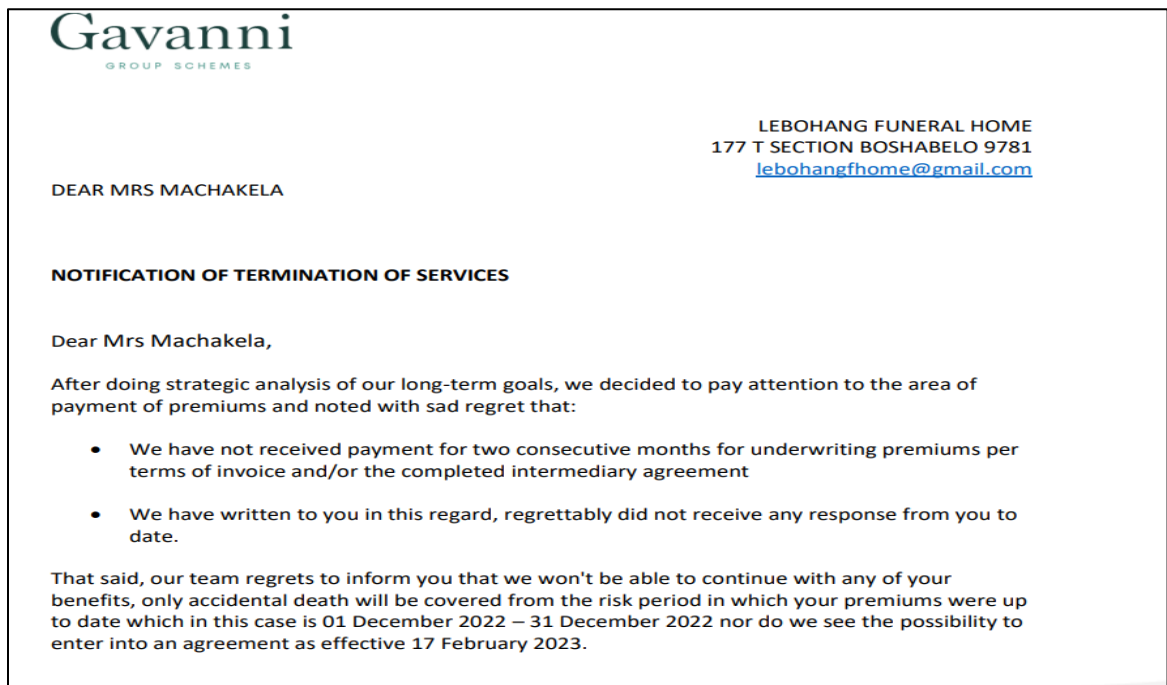 Gavanni
GROUP SCHEMES
LEBOHANG FUNERAL HOME
177 T SECTION BOSHABELO 9781
lebohangfhome@gmail.com
DEAR MRS MACHAKELA
NOTIFICATION OF TERMINATION OF SERVICES
Dear Mrs Machakela,
After doing strategic analysis of our long-term goals, we decided to pay attention to the area of
payment of premiums and noted with sad regret that:
• We have not received payment for two consecutive months for underwriting premiums per
terms of invoice and/or the completed intermediary agreement
• We have written to you in this regard, regrettably did not receive any response from you to
date.
That said, our team regrets to inform you that we won't be able to continue with any of your
benefits, only accidental death will be covered from the risk period in which your premiums were up
to date which in this case is 01 December 2022 – 31 December 2022 nor do we see the possibility to
enter into an agreement as effective 17 February 2023.